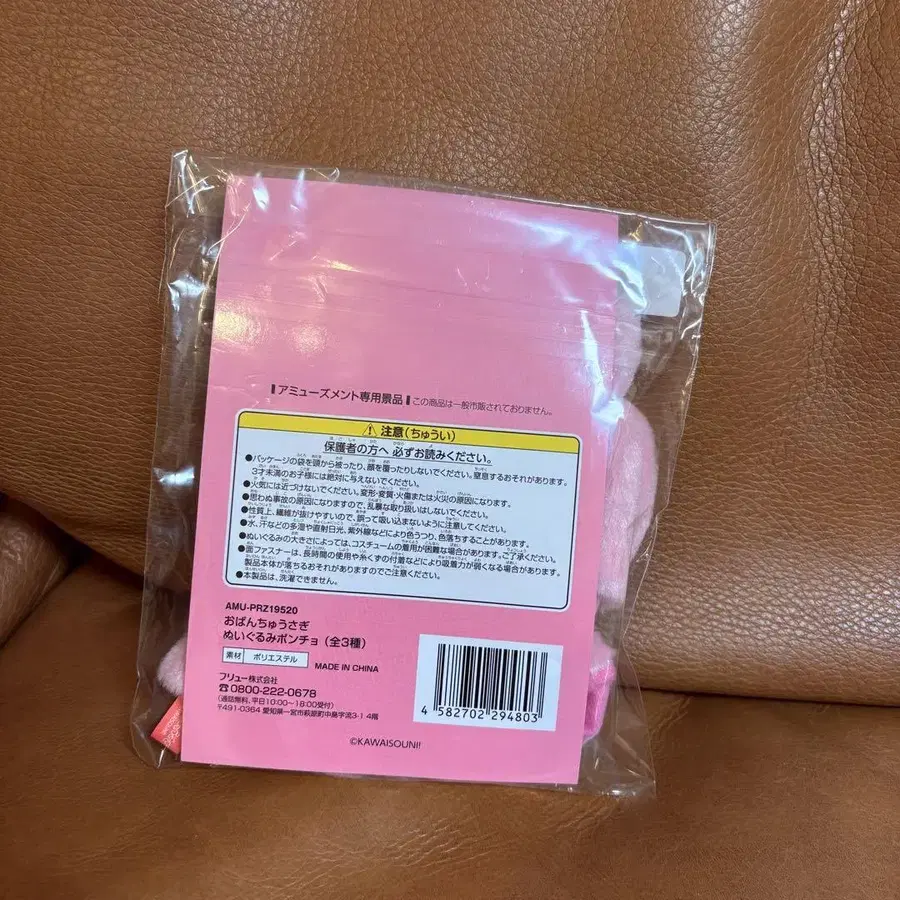 アミューズメント専用景品 この商品は一般市販されておりません。
注意(ちゅうい)
保護者の方へ 必ずお読みください。
●パッケージの袋を頭から被ったり、顔を覆ったりしないでください。窒息するおそれがあります。
3才未満のお子様には絶対に与えないでください。
●火気には近づけないでください。変形・変質・火傷または火災の原因になります。
●思わぬ事故の原因になりますので、乱暴な取り扱いはしないでください。
●性質上、繊維が抜けやすいので、誤って吸い込まないように注意してください。
●水、汗などの多湿や直射日光、紫外線などにより色うつり、色落ちすることがあります。
●ぬいぐるみの大きさによっては、コスチュームの着用が困難な場合があります。ご了承ください。
●面ファスナーは、長時間の使用や糸くずの付着などにより吸着力が弱くなる場合があります。
製品本体が落ちるおそれがありますのでご注意ください。
●本製品は、洗濯できません。
AMU-PRZ19520
おぱんちゅうさぎ
ぬいぐるみポンチョ(全3種)
素材 ポリエステル MADE IN CHINA
フリュー株式会社
☎0800-222-0678
(通話無料、平日10:00~18:00受付)
〒491-0364 愛知県一宮市萩原町中島字流3-1 4階
4 582702 294803
©KAWAISOUNI!